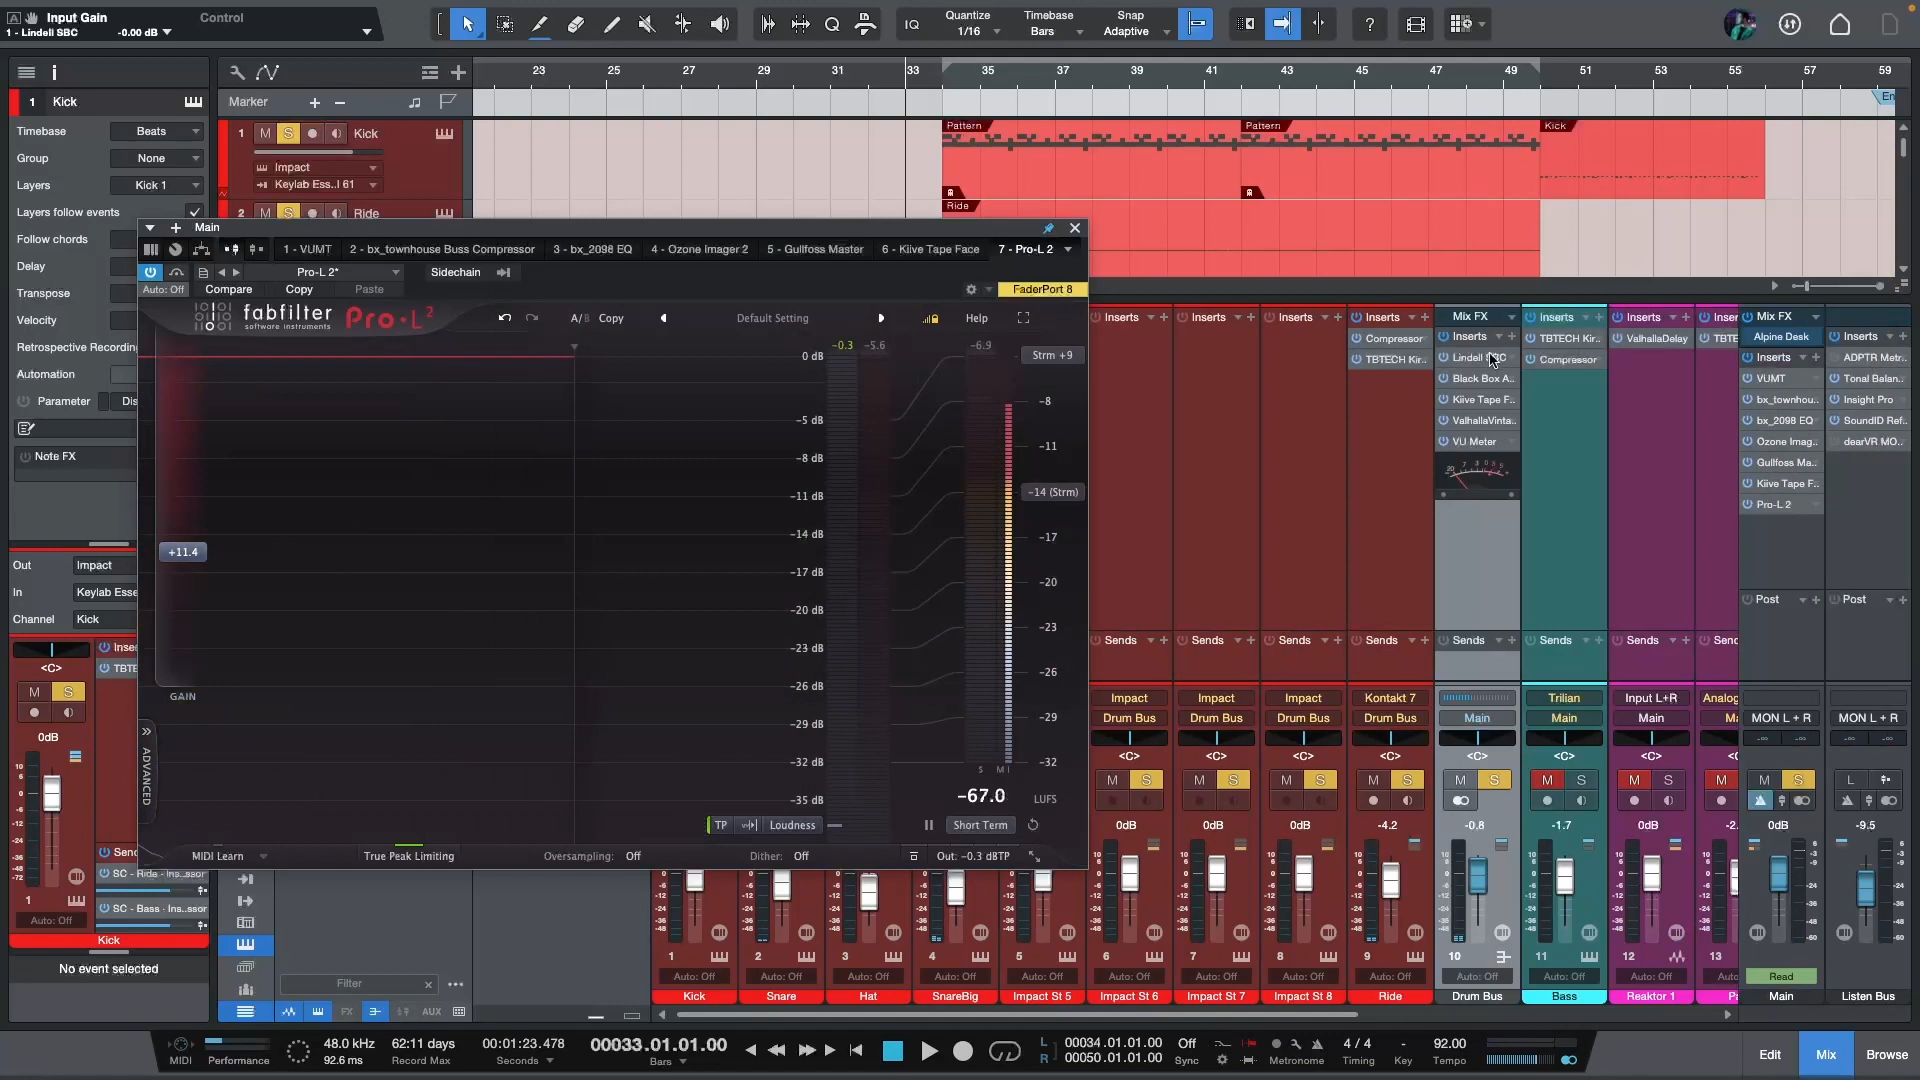 Input Gain
Control
1 - Lindell SBC
-0.00 dB
IQ
Quantize
1/16
Timebase
Bars
Snap
Adaptive
?
i
1 Kick
Timebase Beats
Group None
Layers Kick 1
Layers follow events
Follow chords
Delay
Transpose
Velocity
Retrospective Recording
Automation
Parameter
Note FX
Out Impact
In
Channel Kick
Marker
23 25 27 29 31 33 35 37 39 41 43 45 47 49 51 53 55 57 59
1 M S Kick
Impact
Keylab Ess..l 61
2 M S Ride
Pattern
Pattern
Kick
Ride
Main
1 - VUMT
2 - bx_townhouse Buss Compressor
3 - bx_2098 EQ
4 - Ozone Imager 2
5 - Gullfoss Master
6 - Kiive Tape Face
7 - Pro-L 2
Pro-L 2*
Sidechain
Auto: Off
Compare
Copy
Paste
FaderPort 8
fabfilter
software instruments
Pro·L²
A/B
Copy
Default Setting
Help
-0.3 -5.6 -6.9
0 dB
-5 dB
-8 dB
-11 dB
-14 dB
-17 dB
-20 dB
-23 dB
-26 dB
-29 dB
-32 dB
-35 dB
Strm +9
-8
-11
-14 (Strm)
-17
-20
-23
-26
-29
-32
S M I
+11.4
GAIN
ADVANCED
-67.0 LUFS
TP
Loudness
Short Term
MIDI Learn
True Peak Limiting
Oversampling: Off
Dither: Off
Out: -0.3 dBTP
Inserts Inserts Inserts Inserts
Compressor
TBTECH Kir..
Mix FX
Inserts
Lindell SBC
Black Box A..
Kiive Tape F..
ValhallaVinta..
VU Meter
Inserts
TBTECH Kir..
Compressor
Inserts
ValhallaDelay
Mix FX
Alpine Desk
Inserts
VUMT
bx_townhou..
bx_2098 EQ
Ozone Imag..
Gullfoss Ma..
Kiive Tape F..
Pro-L 2
Inserts
ADPTR Metr..
Tonal Balan..
Insight Pro
SoundID Ref..
dearVR MO..
Post Post
Sends Sends Sends Sends Sends Sends Sends
Impact Impact Impact Kontakt 7 Trilian Input L+R
Drum Bus Drum Bus Drum Bus Drum Bus Main Main Main MON L + R MON L + R
<C> <C> <C> <C> <C> <C> <C>
0dB 0dB 0dB -4.2 -0.8 -1.7 0dB 0dB -9.5
<C>
M S
0dB
SC - Ride - Ins..ssor
SC - Bass - Ins..ssor
1
Auto: Off
Kick
No event selected
Filter
FX
AUX
1 2 3 4 5 6 7 8 9 10 11 12 13
Auto: Off Auto: Off Auto: Off Auto: Off Auto: Off Auto: Off Auto: Off Auto: Off Auto: Off Auto: Off Auto: Off Auto: Off Read
Kick Snare Hat SnareBig Impact St 5 Impact St 6 Impact St 7 Impact St 8 Ride Drum Bus Bass Reaktor 1 Main Listen Bus
MIDI
Performance
48.0 kHz
92.6 ms
62:11 days
Record Max
00:01:23.478
Seconds
00033.01.01.00
Bars
L 00034.01.01.00
R 00050.01.01.00
Off
Sync
Metronome
Timing
4 / 4
-
Key
92.00
Tempo
Edit
Mix
Browse